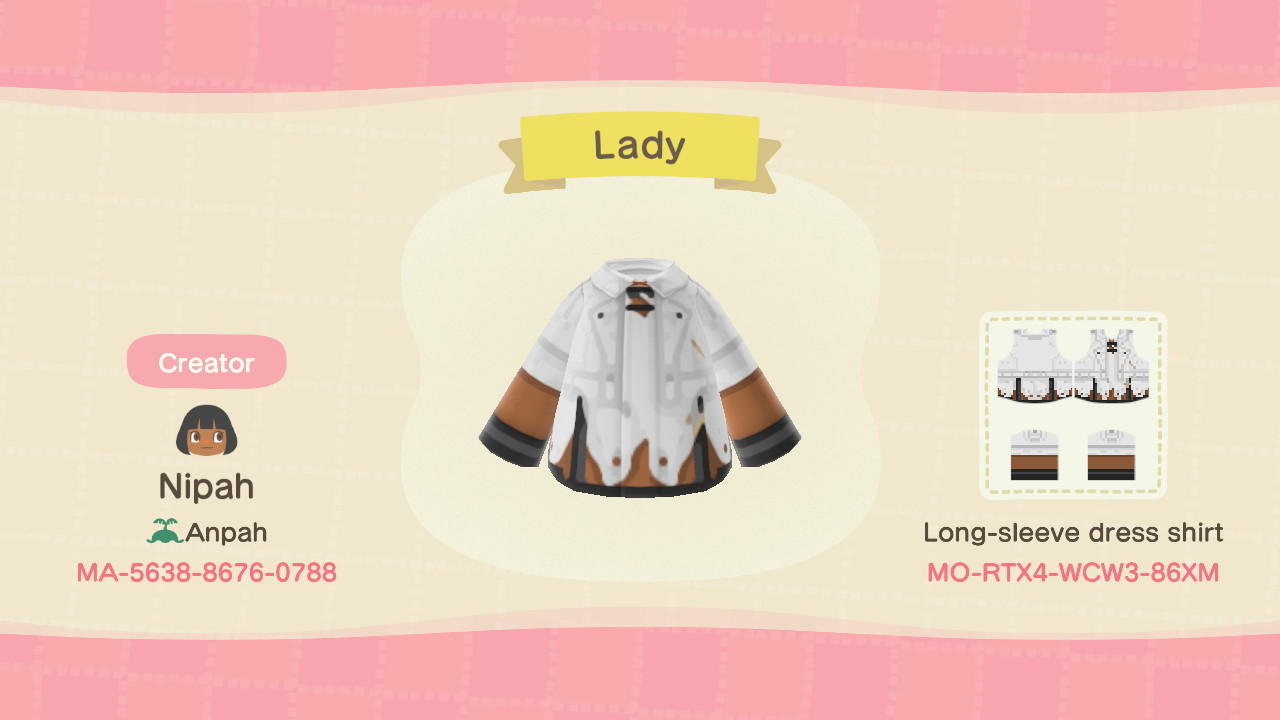 Lady
Creator
Nipah
Anpah
MA-5638-8676-0788
Long-sleeve dress shirt
MO-RTX4-WCW3-86XM